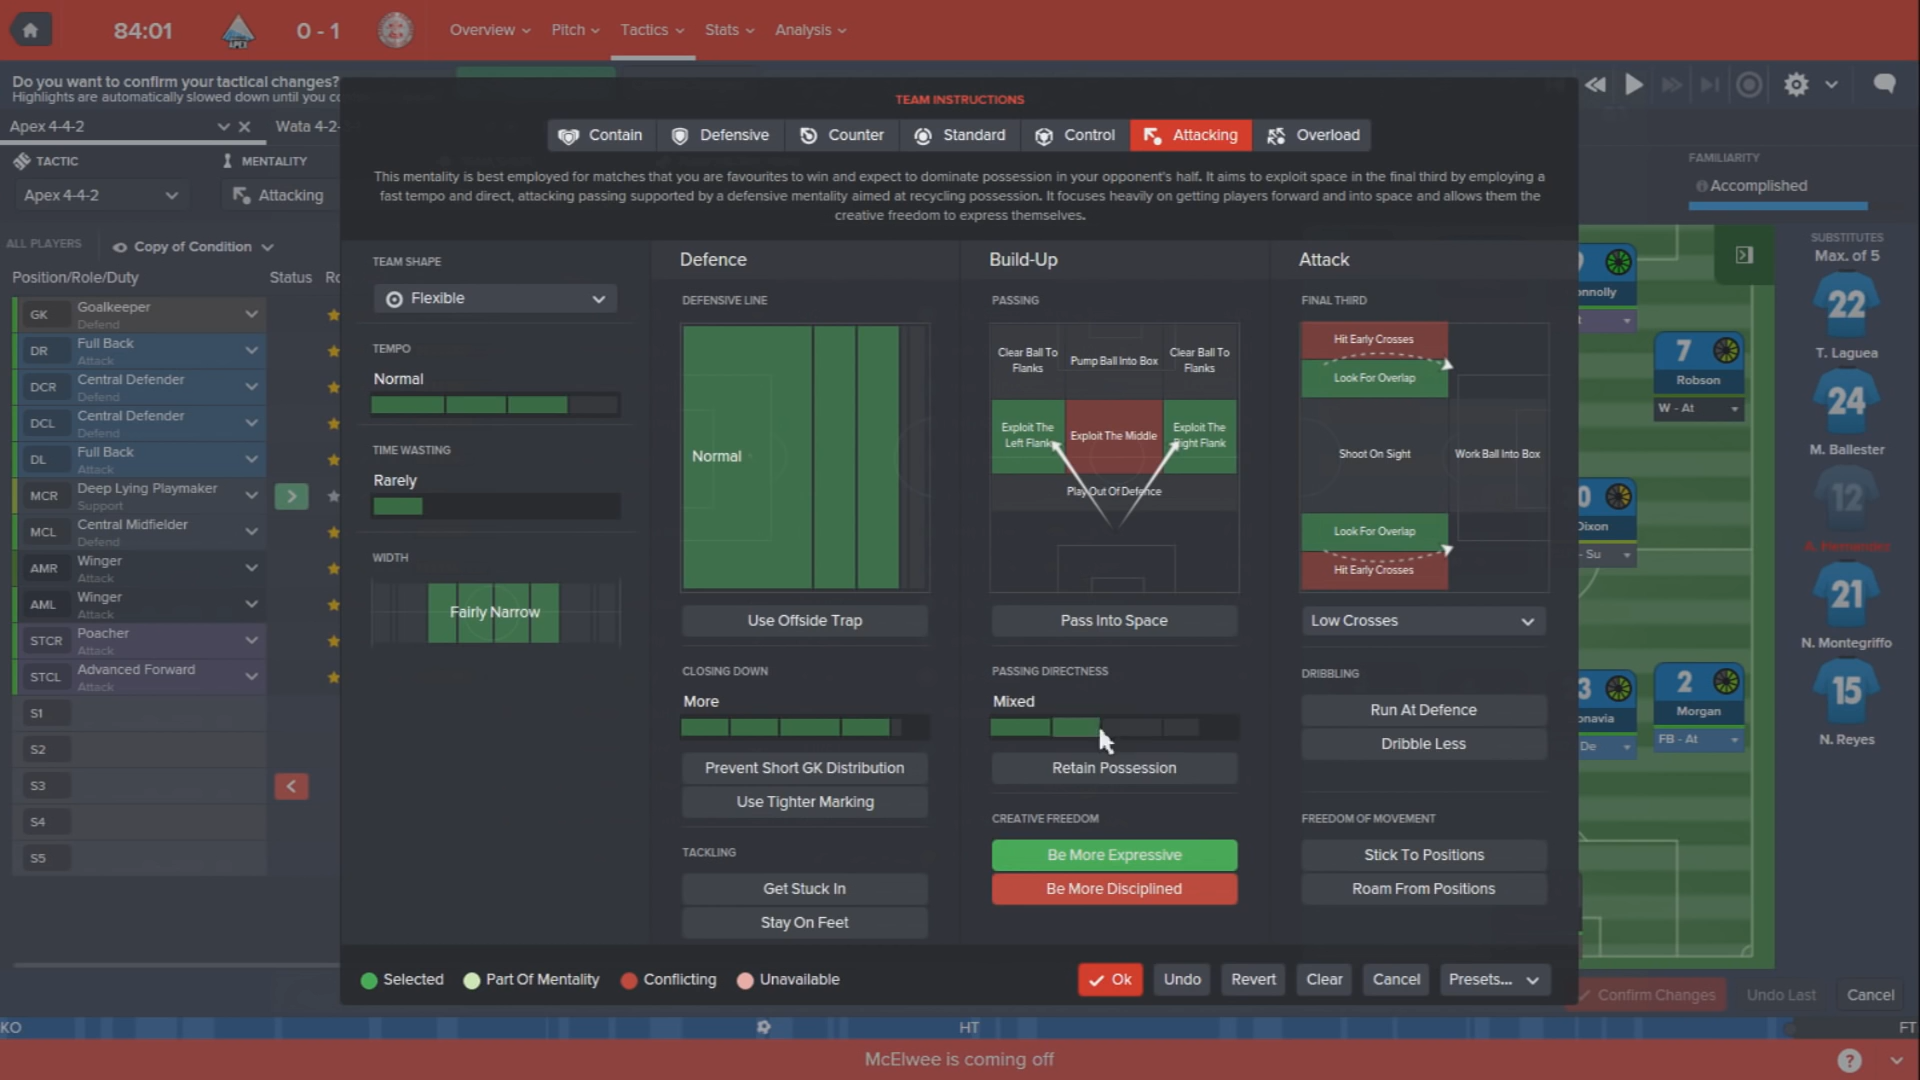 84:01
APEX
0 - 1
Overview
Pitch
Tactics
Stats
Analysis
Do you want to confirm your tactical changes?
Highlights are automatically slowed down until you co
Apex 4-4-2
Wata 4-2-
TACTIC
MENTALITY
Apex 4-4-2
Attacking
ALL PLAYERS
Copy of Condition
Position/Role/Duty
Status
Ro
GK
Goalkeeper
Defend
DR
Full Back
Attack
DCR
Central Defender
Defend
DCL
Central Defender
Defend
DL
Full Back
Attack
MCR
Deep Lying Playmaker
Support
MCL
Central Midfielder
Defend
AMR
Winger
Attack
AML
Winger
Attack
STCR
Poacher
Attack
STCL
Advanced Forward
Attack
S1
S2
S3
S4
S5
TEAM INSTRUCTIONS
Contain
Defensive
Counter
Standard
Control
Attacking
Overload
This mentality is best employed for matches that you are favourites to win and expect to dominate possession in your opponent's half. It aims to exploit space in the final third by employing a
fast tempo and direct, attacking passing supported by a defensive mentality aimed at recycling possession. It focuses heavily on getting players forward and into space and allows them the
creative freedom to express themselves.
TEAM SHAPE
Flexible
TEMPO
Normal
TIME WASTING
Rarely
WIDTH
Fairly Narrow
Defence
DEFENSIVE LINE
Normal
Use Offside Trap
CLOSING DOWN
More
Prevent Short GK Distribution
Use Tighter Marking
TACKLING
Get Stuck In
Stay On Feet
Build-Up
PASSING
Clear Ball To
Flanks
Pump Ball Into Box
Clear Ball To
Flanks
Exploit The
Left Flank
Exploit The Middle
Exploit The
Right Flank
Play Out Of Defence
Pass Into Space
PASSING DIRECTNESS
Mixed
Retain Possession
CREATIVE FREEDOM
Be More Expressive
Be More Disciplined
Attack
FINAL THIRD
Hit Early Crosses
Look For Overlap
Shoot On Sight
Work Ball Into Box
Look For Overlap
Hit Early Crosses
Low Crosses
DRIBBLING
Run At Defence
Dribble Less
FREEDOM OF MOVEMENT
Stick To Positions
Roam From Positions
Selected
Part Of Mentality
Conflicting
Unavailable
Ok
Undo
Revert
Clear
Cancel
Presets...
FAMILIARITY
Accomplished
SUBSTITUTES
Max. of 5
22
T. Laguea
24
M. Ballester
12
A. Hernandez
21
N. Montegriffo
15
N. Reyes
nnolly
7
Robson
W - At
0
Dixon
- Su
3
onavia
De
2
Morgan
FB - At
Confirm Changes
Undo Last
Cancel
KO
HT
FT
McElwee is coming off
?